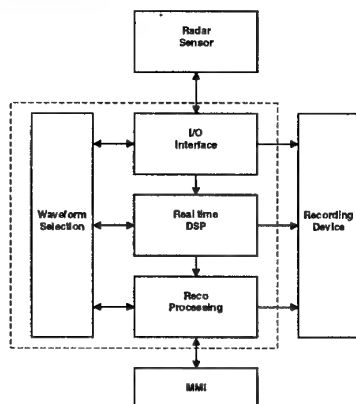 Radar
Sensor
I/O
Interface
Waveform
Selection
Real time
DSP
Recording
Device
Reco
Processing
MMI